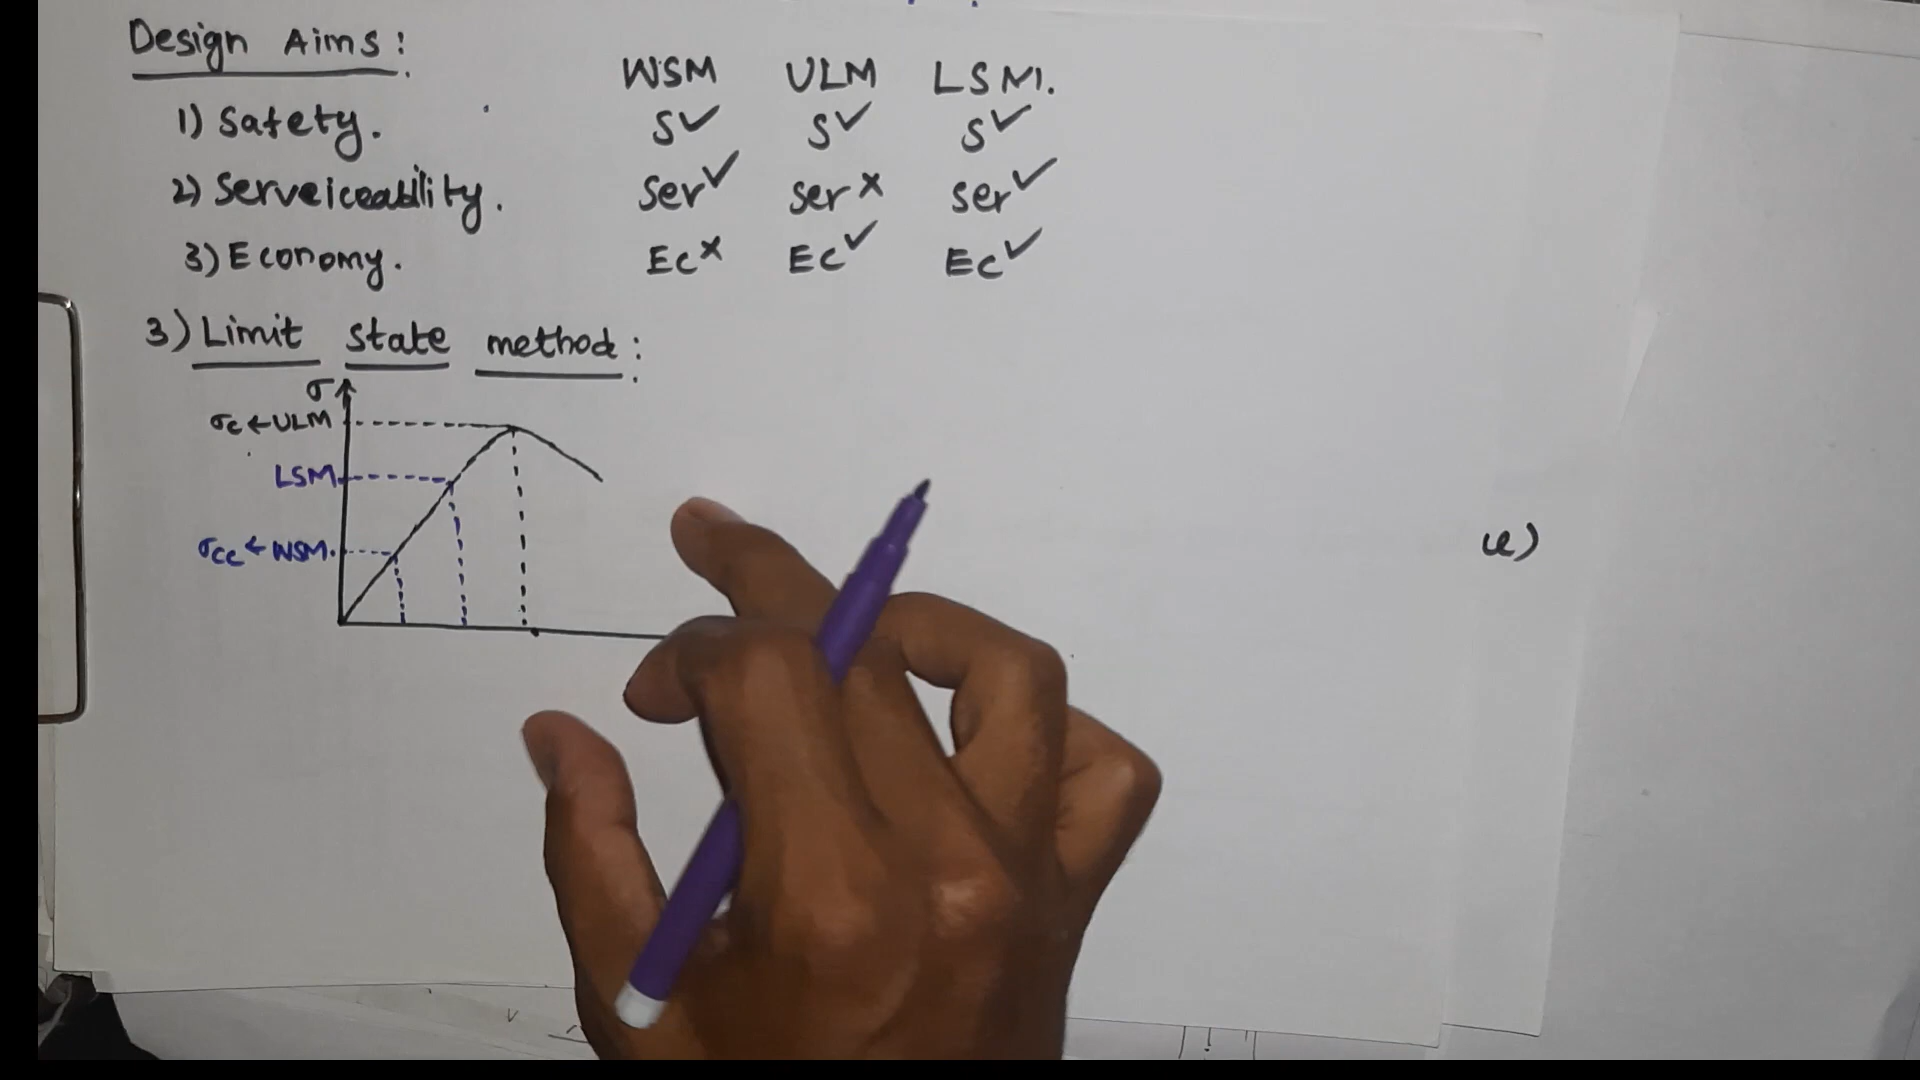 Design Aims:
WSM ULM LSM.
1) Safety. S✓ S✓ S✓
2) Serveiceability. Ser✓ Ser× Ser✓
3) Economy. Ec× Ec✓ Ec✓
3) Limit state method:
σ
σc ← ULM
LSM
σcc ← WSM.